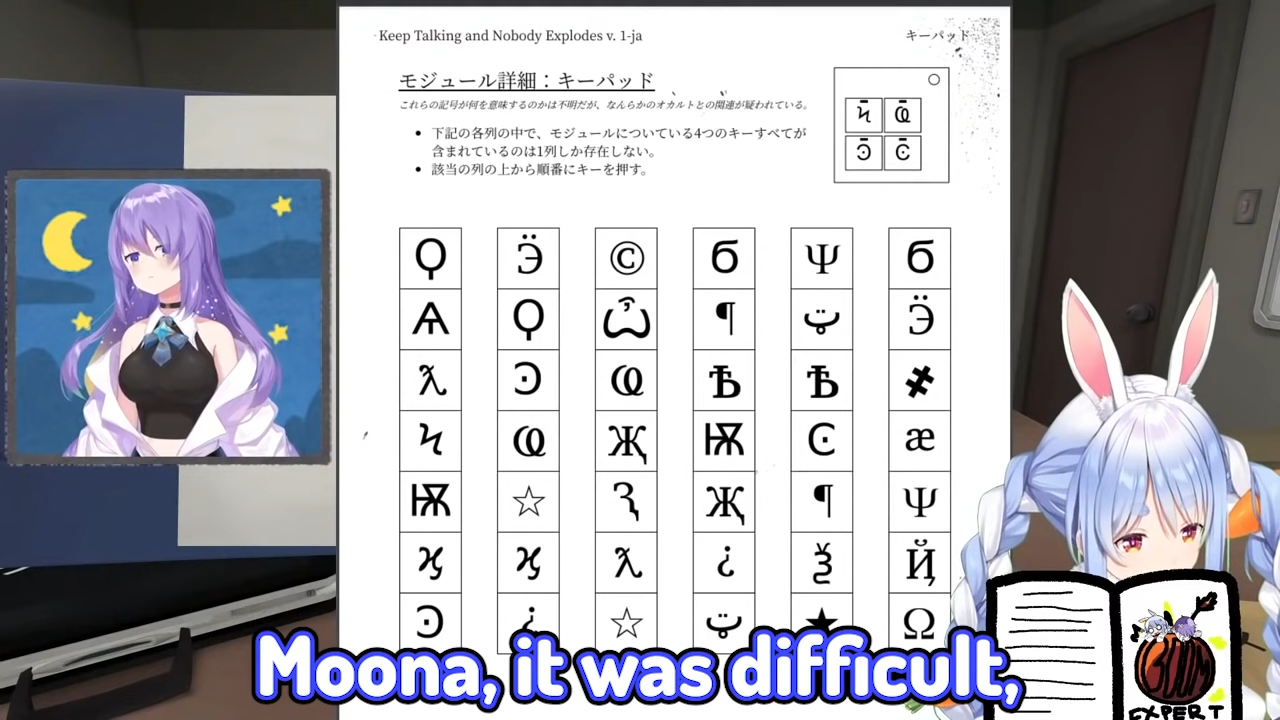 Keep Talking and Nobody Explodes v. 1-ja
キーパッド
モジュール詳細：キーパッド
これらの記号が何を意味するのかは不明だが、なんらかのオカルトとの関連が疑われている。
• 下記の各列の中で、モジュールについている4つのキーすべてが
含まれているのは1列しか存在しない。
• 該当の列の上から順番にキーを押す。
Ϟ Ҩ
Ͽ Ͼ
Ϙ Ӭ © б Ψ б
Ѧ Ϙ Ѽ ¶ ټ Ӭ
ƛ Ͽ Ҩ Ѣ Ѣ ҂
Ϟ Ҩ Җ Ѭ Ͼ æ
Ѭ ☆ Ԇ Җ ¶ Ψ
ϗ ϗ ƛ ¿ Ѯ Ҋ
Ͽ ¿ ☆ ټ ★ Ω
Moona, it was difficult,
BOOM
EXPERT